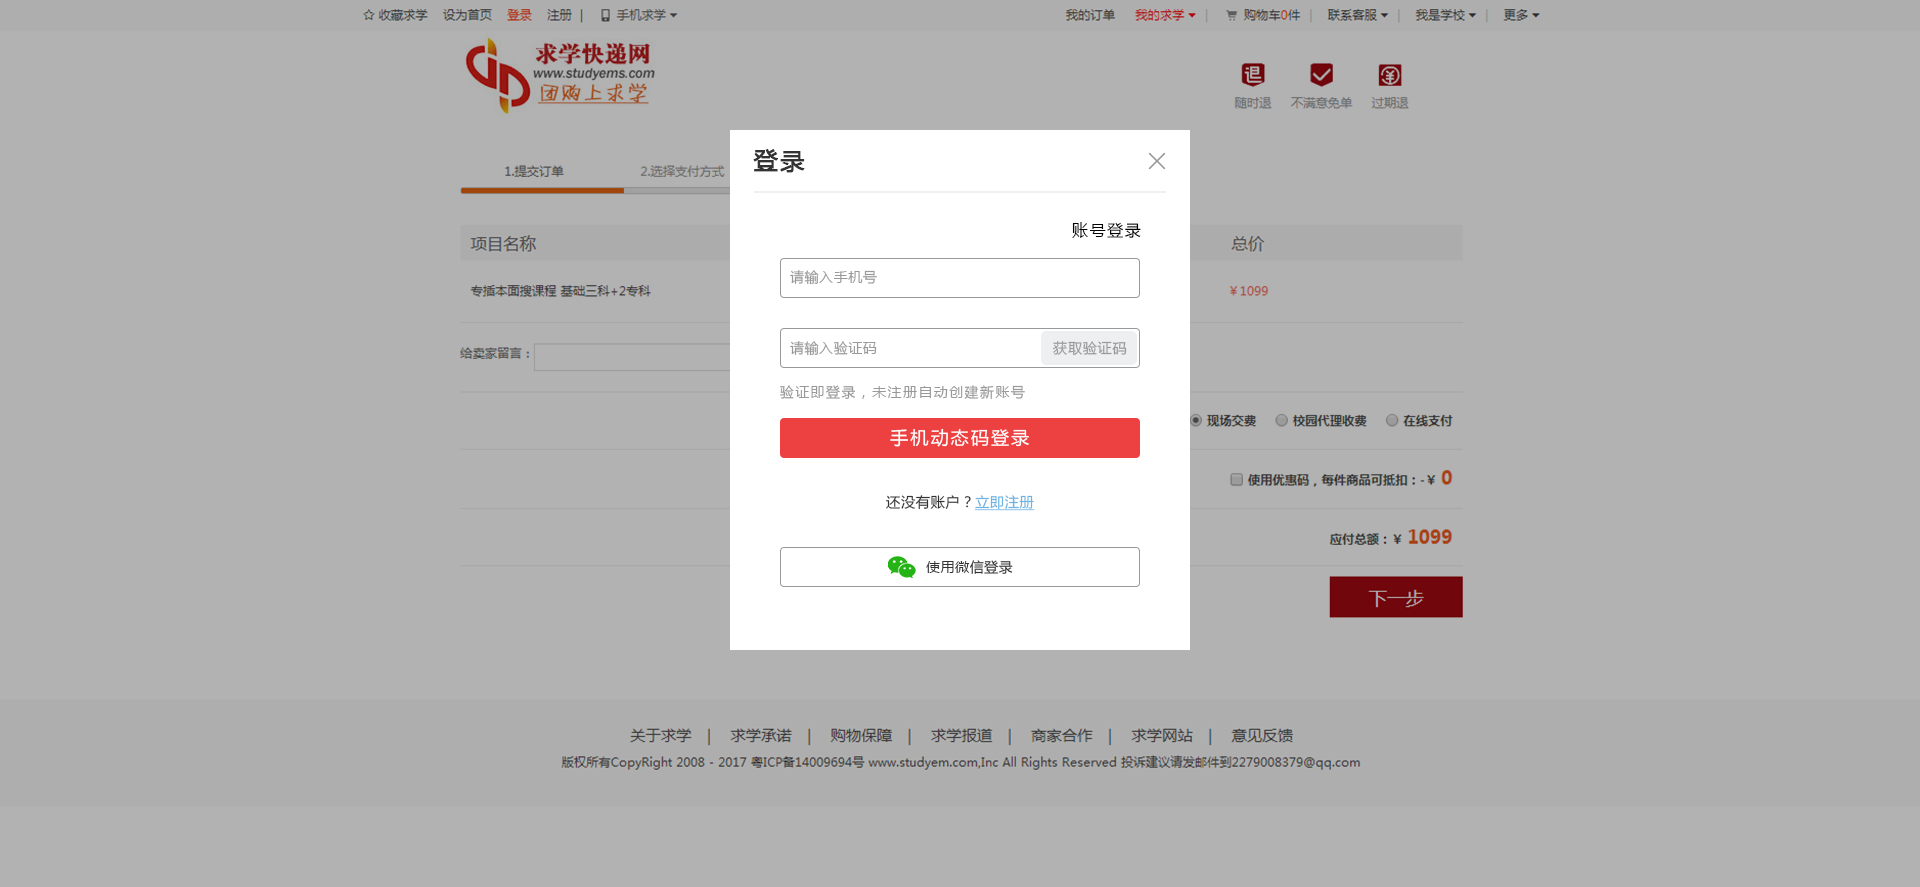 收藏求学 设为首页 登录 注册 | 手机求学
我的订单 我的求学 | 购物车0件 | 联系客服 | 我是学校 | 更多
求学快递网
www.studyems.com
团购上求学
退
随时退 不满意免单 过期退
1.提交订单 2.选择支付方式
登录
项目名称 总价
账号登录
请输入手机号
专插本面搜课程 基础三科+2专科 ￥1099
给卖家留言：
请输入验证码 获取验证码
验证即登录，未注册自动创建新账号
现场交费 校园代理收费 在线支付
手机动态码登录
使用优惠码，每件商品可抵扣：-￥ 0
还没有账户？立即注册
应付总额：￥ 1099
使用微信登录
下一步
关于求学 | 求学承诺 | 购物保障 | 求学报道 | 商家合作 | 求学网站 | 意见反馈
版权所有CopyRight 2008 - 2017 粤ICP备14009694号 www.studyem.com,Inc All Rights Reserved 投诉建议请发邮件到2279008379@qq.com